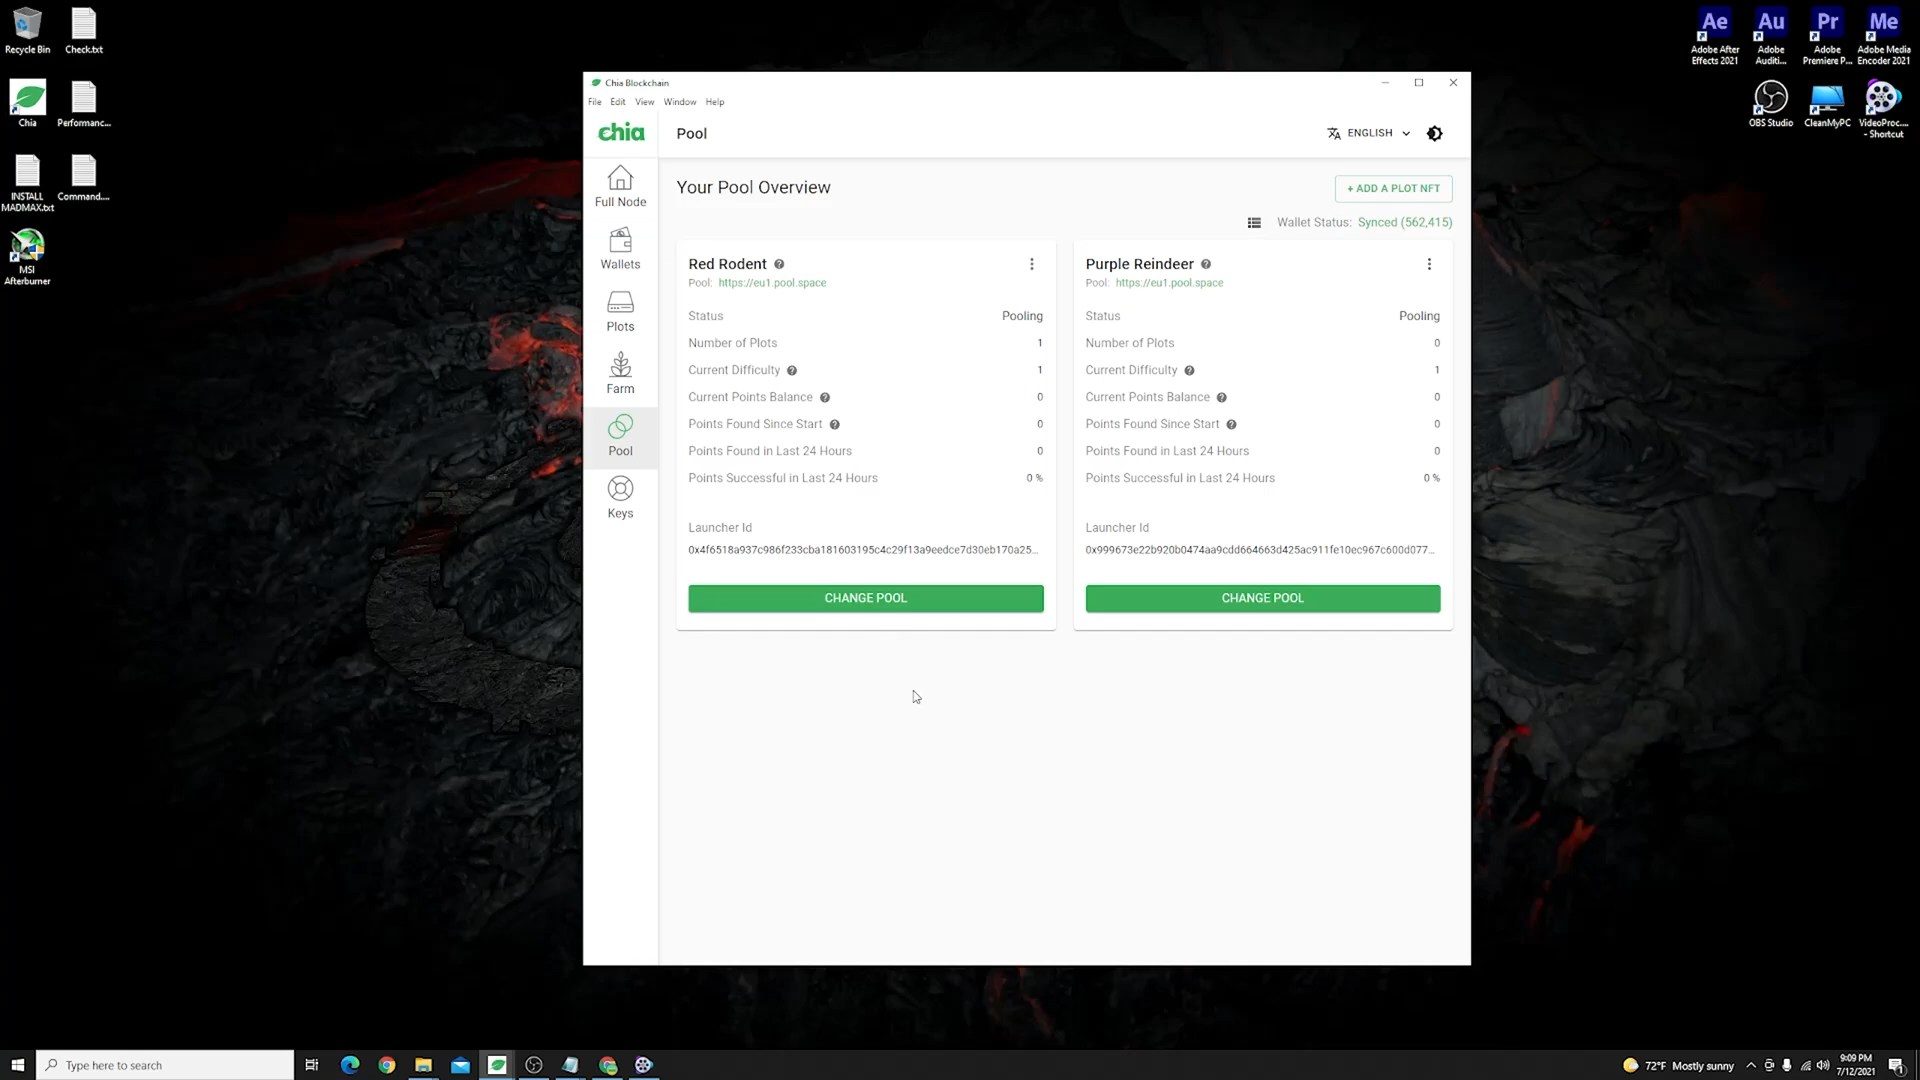 Recycle Bin
Check.txt
Chia
Performanc...
INSTALL
MADMAX.txt
Command....
MSI
Afterburner
Ae
Adobe After
Effects 2021
Au
Adobe
Auditi...
Pr
Adobe
Premiere P...
Me
Adobe Media
Encoder 2021
OBS Studio
CleanMyPC
VideoProc....
- Shortcut
Chia Blockchain
File Edit View Window Help
chia
Pool
ENGLISH
Full Node
Wallets
Plots
Farm
Pool
Keys
Your Pool Overview
+ ADD A PLOT NFT
Wallet Status: Synced (562,415)
Red Rodent
Pool: https://eu1.pool.space
Status Pooling
Number of Plots 1
Current Difficulty 1
Current Points Balance 0
Points Found Since Start 0
Points Found in Last 24 Hours 0
Points Successful in Last 24 Hours 0 %
Launcher Id
0x4f6518a937c986f233cba181603195c4c29f13a9eedce7d30eb170a25...
CHANGE POOL
Purple Reindeer
Pool: https://eu1.pool.space
Status Pooling
Number of Plots 0
Current Difficulty 1
Current Points Balance 0
Points Found Since Start 0
Points Found in Last 24 Hours 0
Points Successful in Last 24 Hours 0 %
Launcher Id
0x999673e22b920b0474aa9cdd664663d425ac911fe10ec967c600d077...
CHANGE POOL
Type here to search
72°F Mostly sunny
9:09 PM
7/12/2021
1